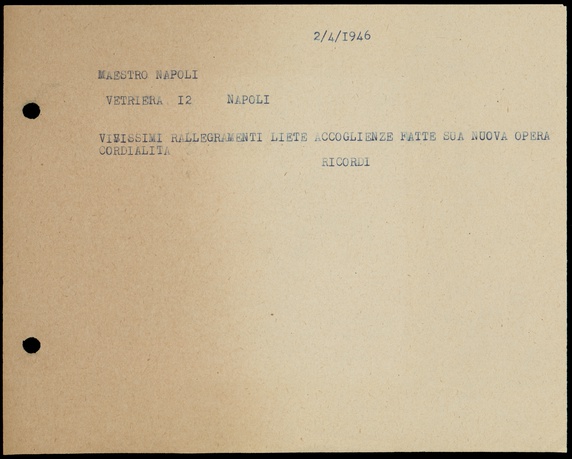 2/4/1946
MAESTRO NAPOLI
VETRIERA I2 NAPOLI
VIVISSIMI RALLEGRAMENTI LIETE ACCOGLIENZE FATTE SUA NUOVA OPERA
CORDIALITA
RICORDI